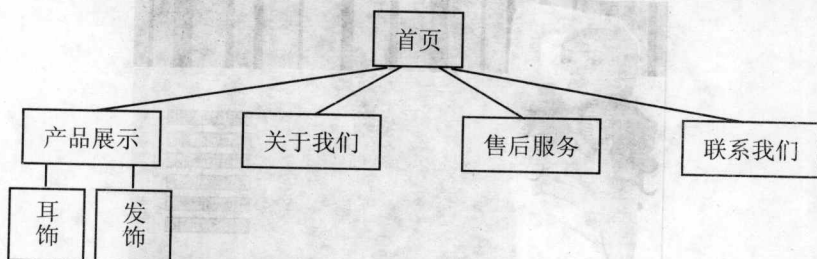 首页
产品展示
关于我们
售后服务
联系我们
耳饰
发饰